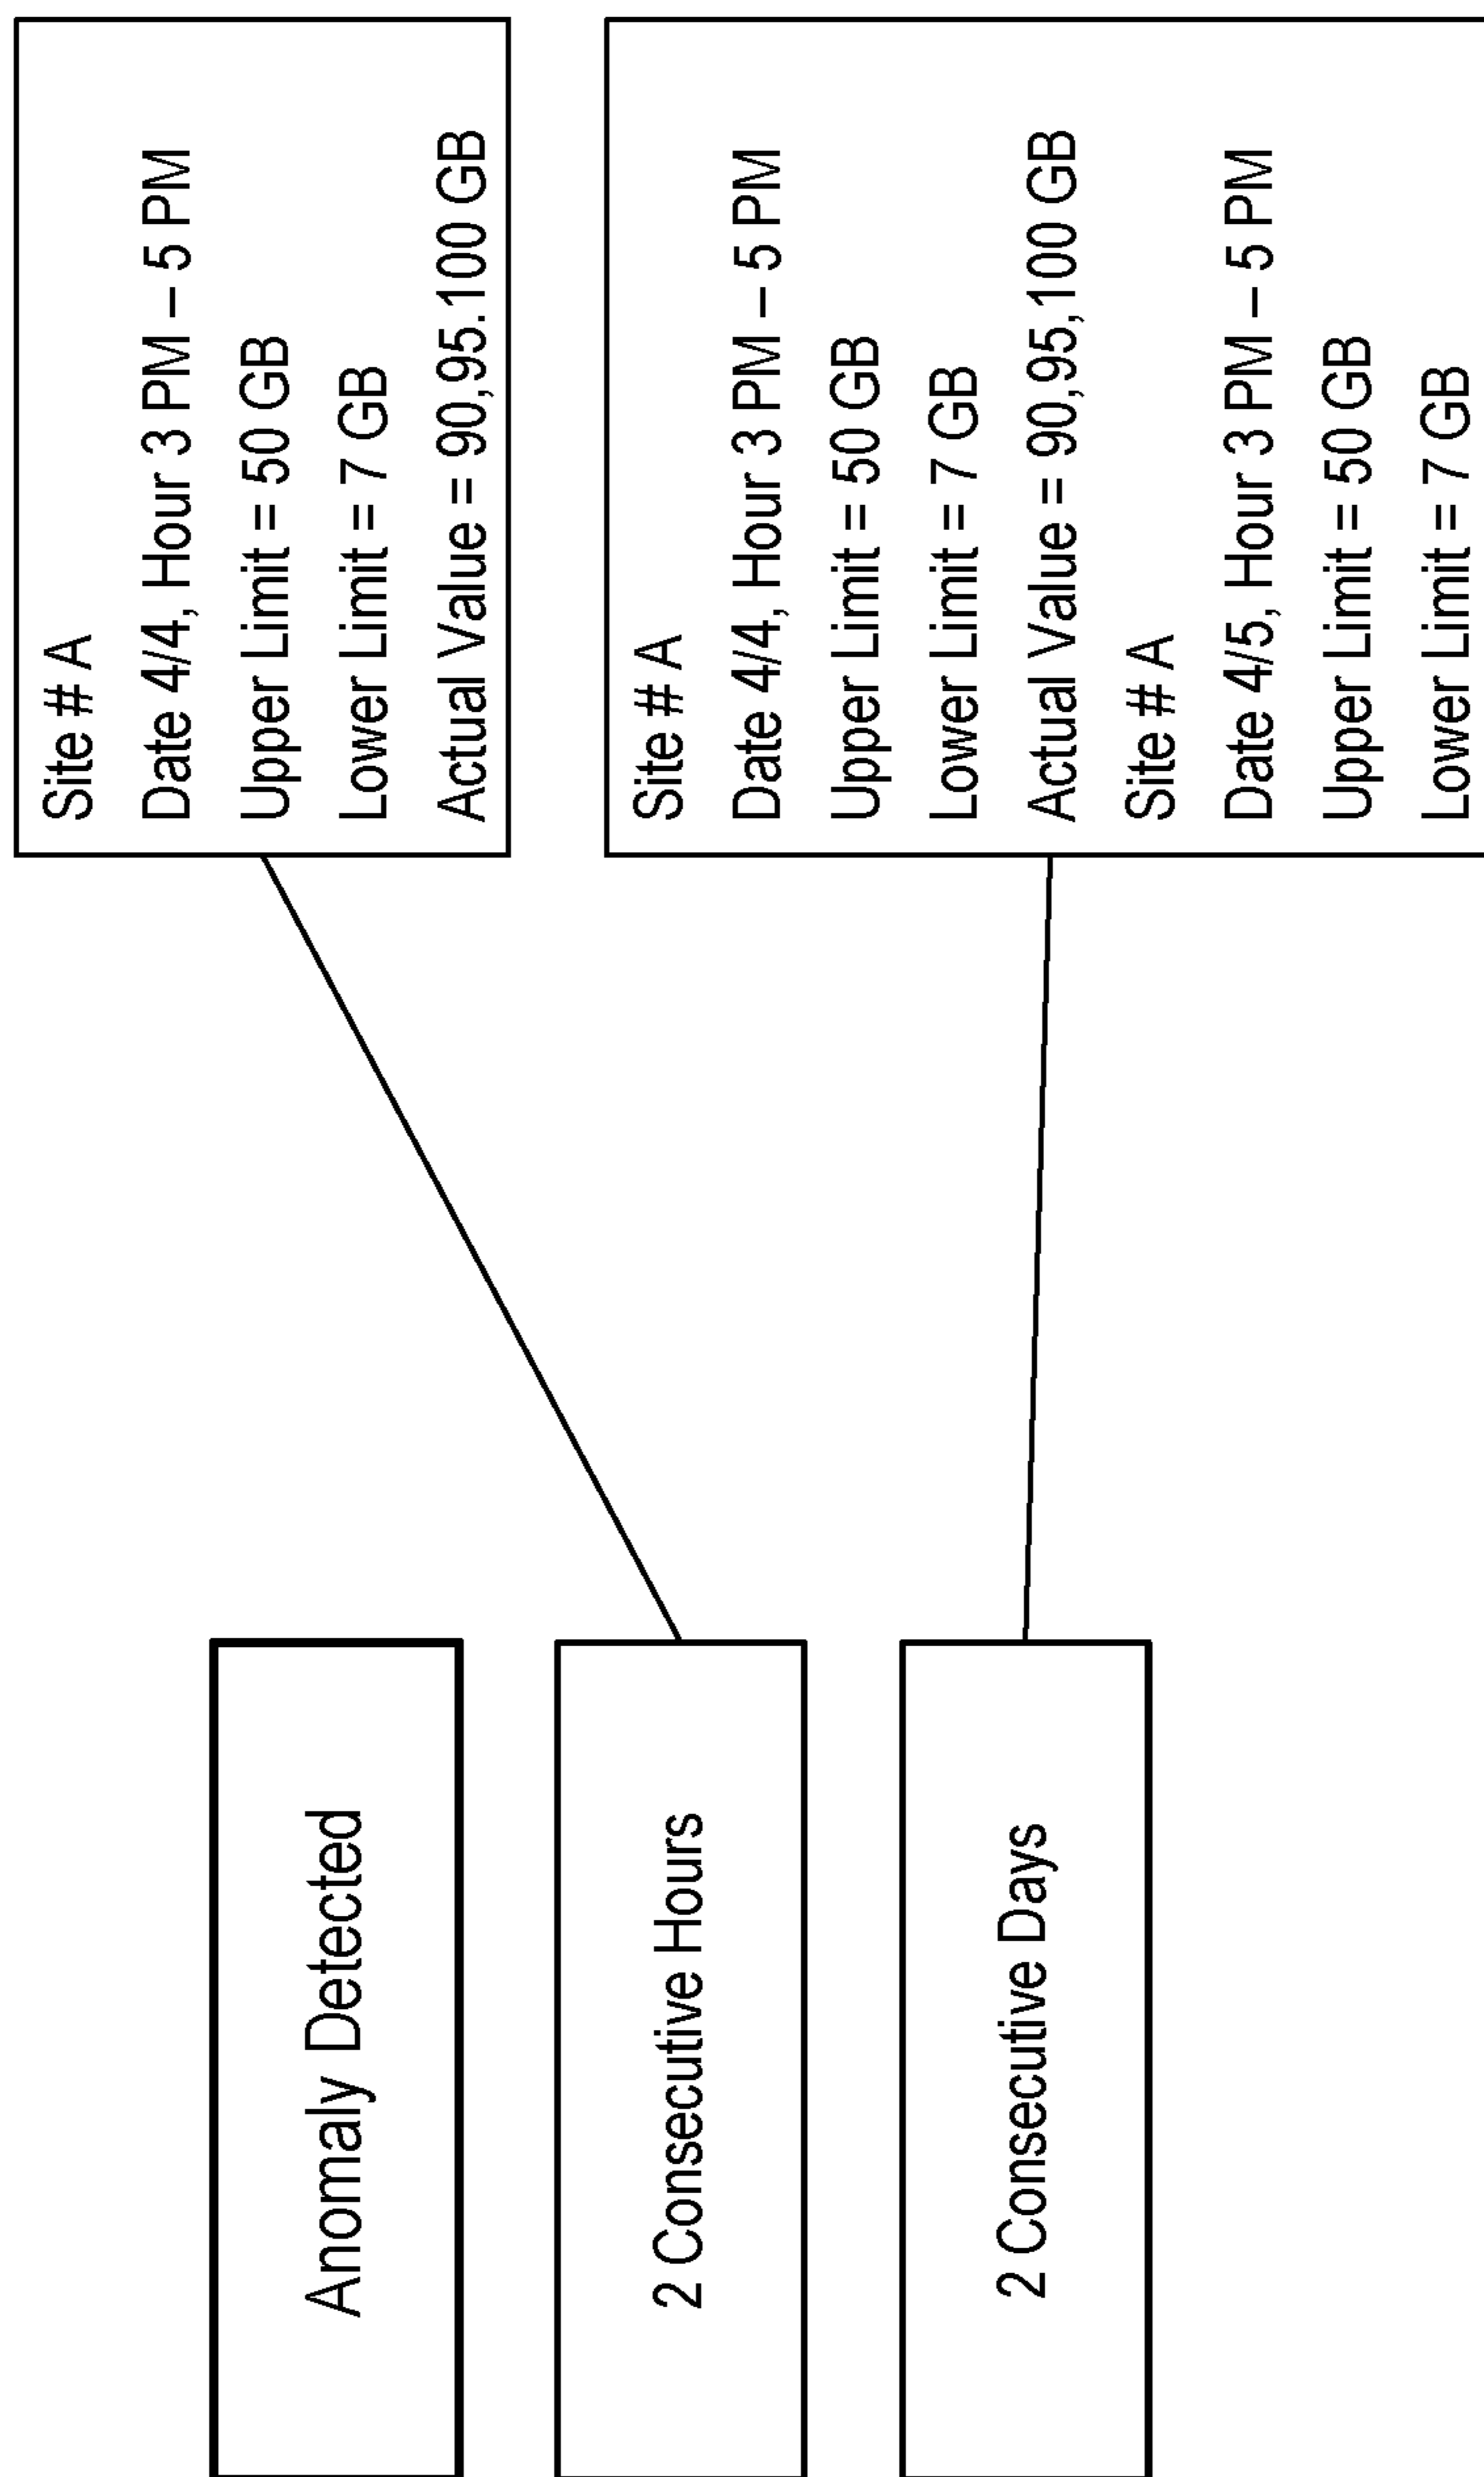 Anomaly Detected
2 Consecutive Hours
2 Consecutive Days
Site # A
Date 4/4, Hour 3 PM – 5 PM
Upper Limit = 50 GB
Lower Limit = 7 GB
Actual Value = 90,95.100 GB
Site # A
Date 4/4, Hour 3 PM – 5 PM
Upper Limit = 50 GB
Lower Limit = 7 GB
Actual Value = 90,95,100 GB
Site # A
Date 4/5, Hour 3 PM – 5 PM
Upper Limit = 50 GB
Lower Limit = 7 GB